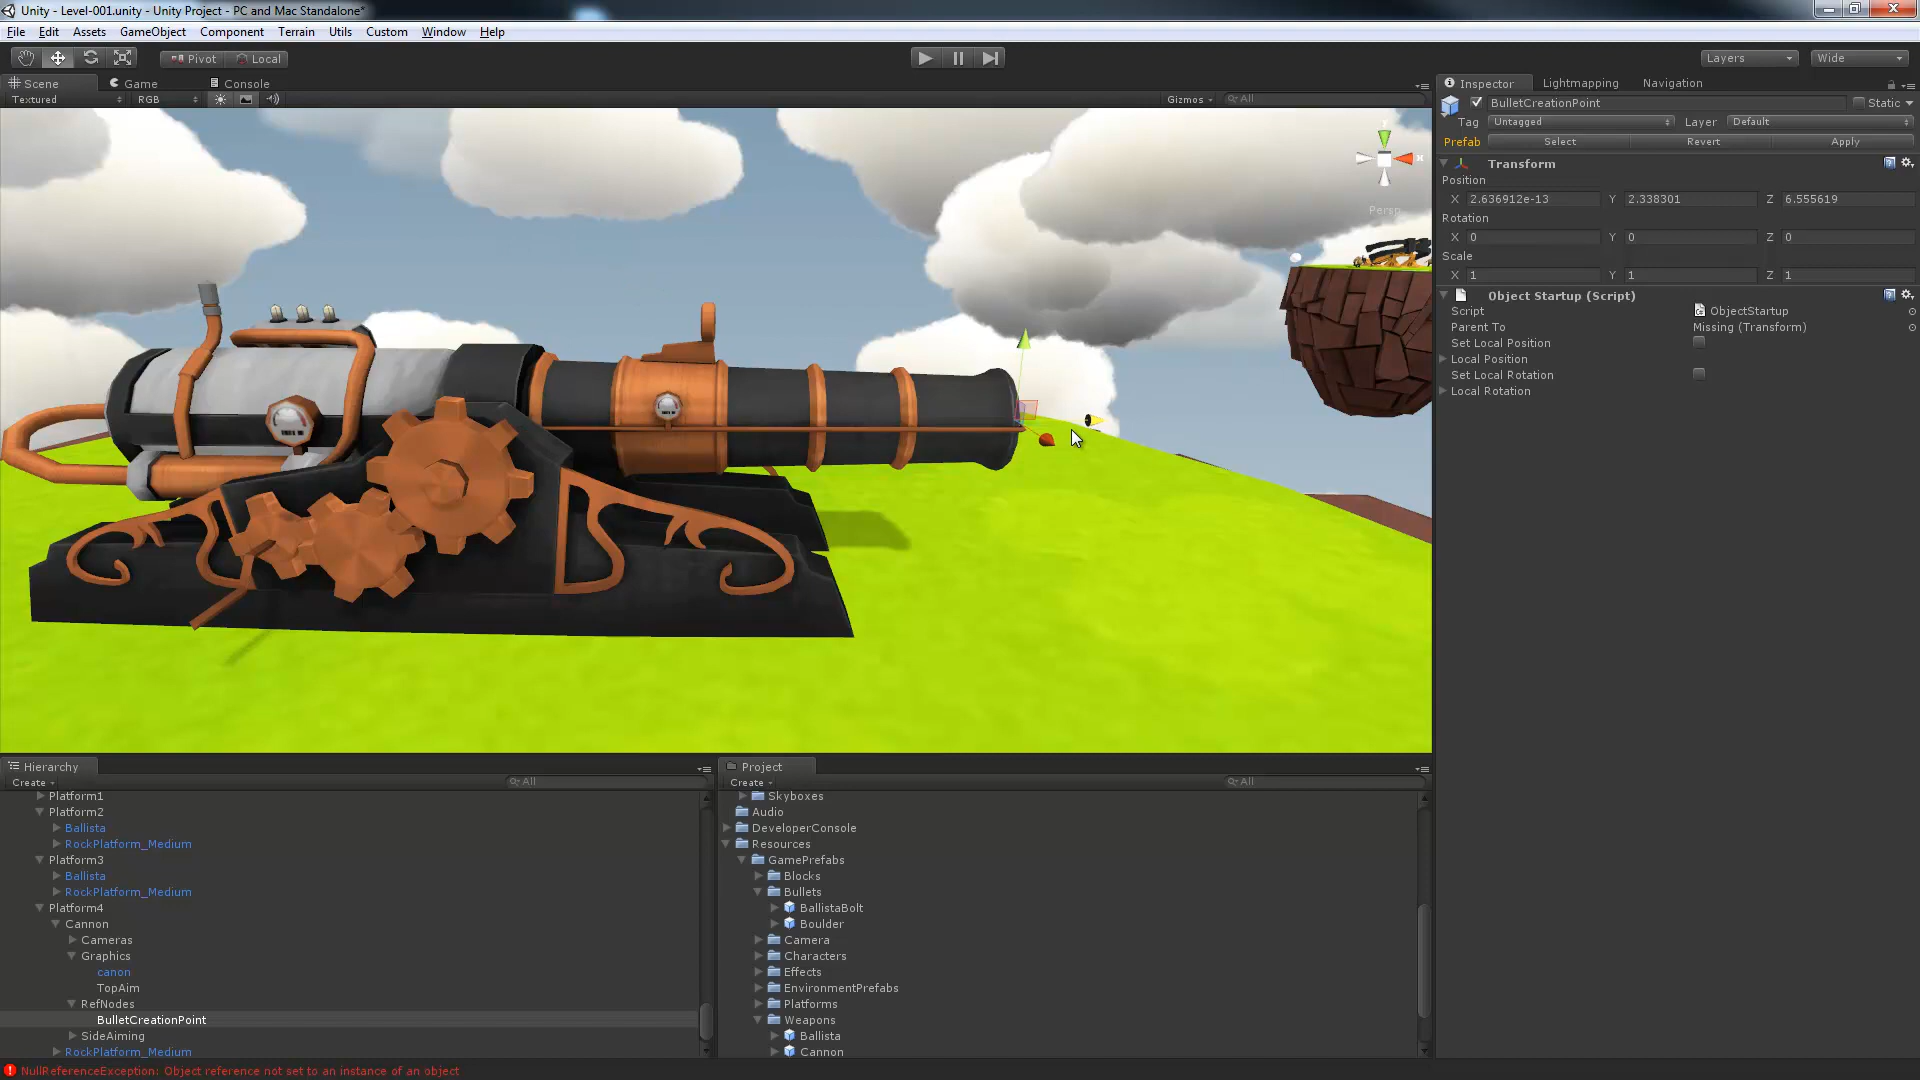 Unity - Level-001.unity - Unity Project - PC and Mac Standalone*
File Edit Assets GameObject Component Terrain Utils Custom Window Help
Pivot Local Layers Wide
Scene Game Console
Textured RGB Gizmos All
Persp
Inspector Lightmapping Navigation
BulletCreationPoint Static
Tag Untagged Layer Default
Prefab Select Revert Apply
Transform
Position
X 2.636912e-13 Y 2.338301 Z 6.555619
Rotation
X 0 Y 0 Z 0
Scale
X 1 Y 1 Z 1
Object Startup (Script)
Script ObjectStartup
Parent To Missing (Transform)
Set Local Position
Local Position
Set Local Rotation
Local Rotation
Hierarchy
Create All
Platform1
Platform2
Ballista
RockPlatform_Medium
Platform3
Ballista
RockPlatform_Medium
Platform4
Cannon
Cameras
Graphics
canon
TopAim
RefNodes
BulletCreationPoint
SideAiming
RockPlatform_Medium
Project
Create All
Skyboxes
Audio
DeveloperConsole
Resources
GamePrefabs
Blocks
Bullets
BallistaBolt
Boulder
Camera
Characters
Effects
EnvironmentPrefabs
Platforms
Weapons
Ballista
Cannon
NullReferenceException: Object reference not set to an instance of an object